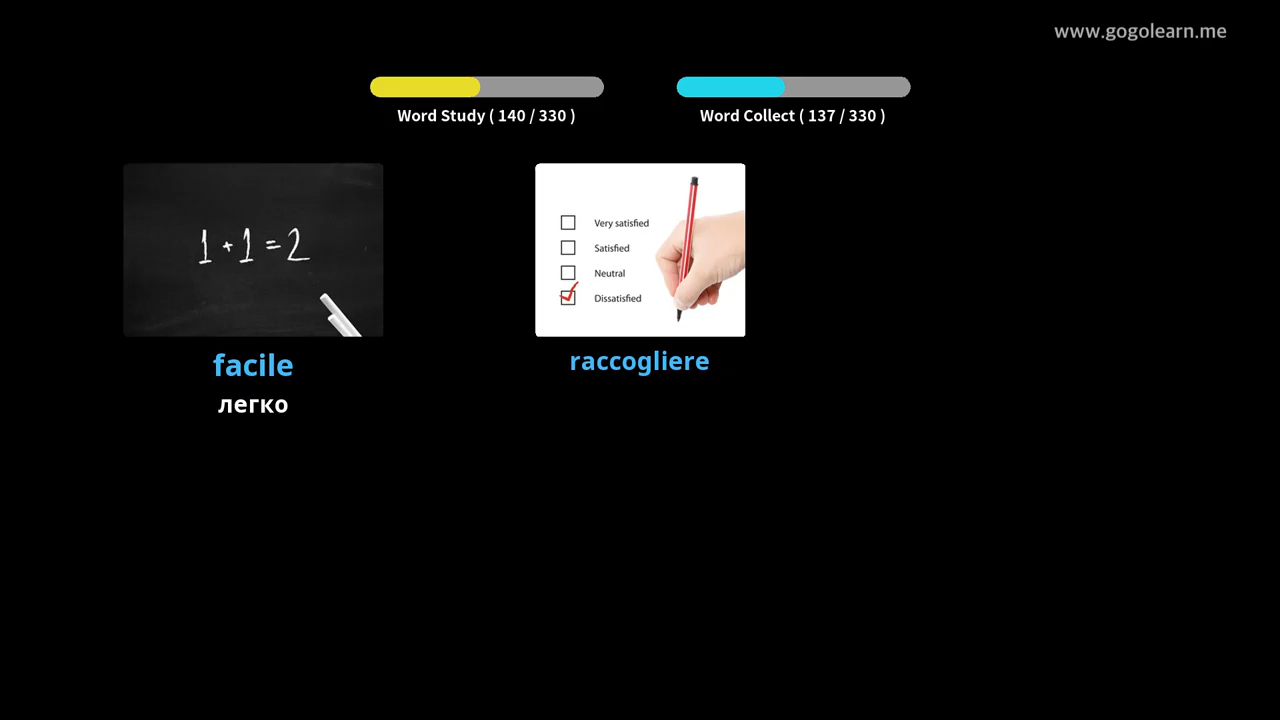 www.gogolearn.me
Word Study ( 140 / 330 )
Word Collect ( 137 / 330 )
1 + 1 = 2
Very satisfied
Satisfied
Neutral
Dissatisfied
facile
легко
raccogliere